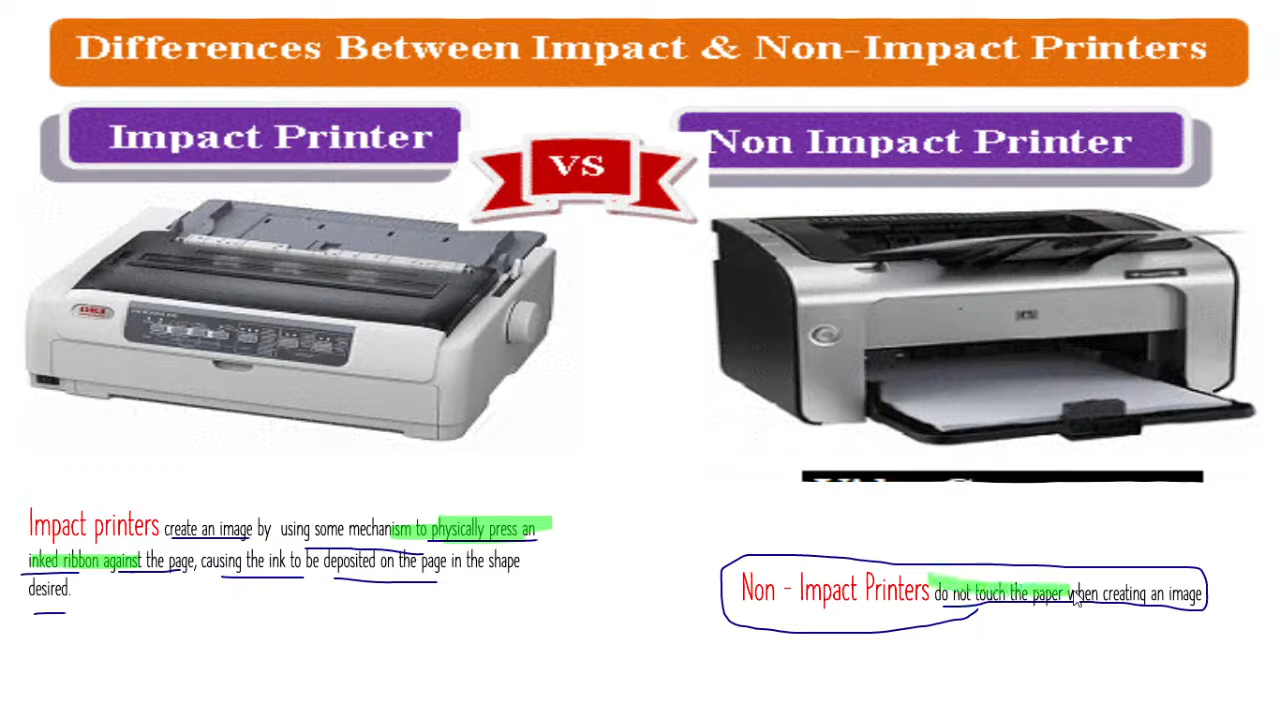 Differences Between Impact & Non-Impact Printers
Impact Printer
VS
Non Impact Printer
OKI
hp
Impact printers create an image by using some mechanism to physically press an
inked ribbon against the page, causing the ink to be deposited on the page in the shape
desired.
Non - Impact Printers do not touch the paper when creating an image